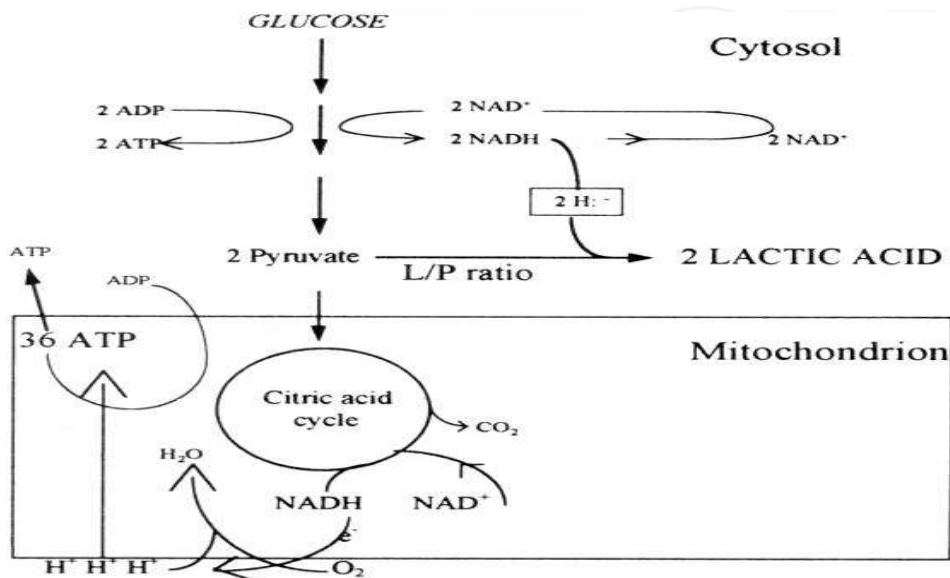 GLUCOSE
Cytosol
2 ADP
2 NAD⁺
2 ATP
2 NADH
2 NAD⁺
2 H: ⁻
2 Pyruvate
L/P ratio
2 LACTIC ACID
ATP
ADP
36 ATP
Mitochondrion
Citric acid
cycle
CO₂
H₂O
NADH
NAD⁺
e⁻
H⁺ H⁺ H⁺
O₂